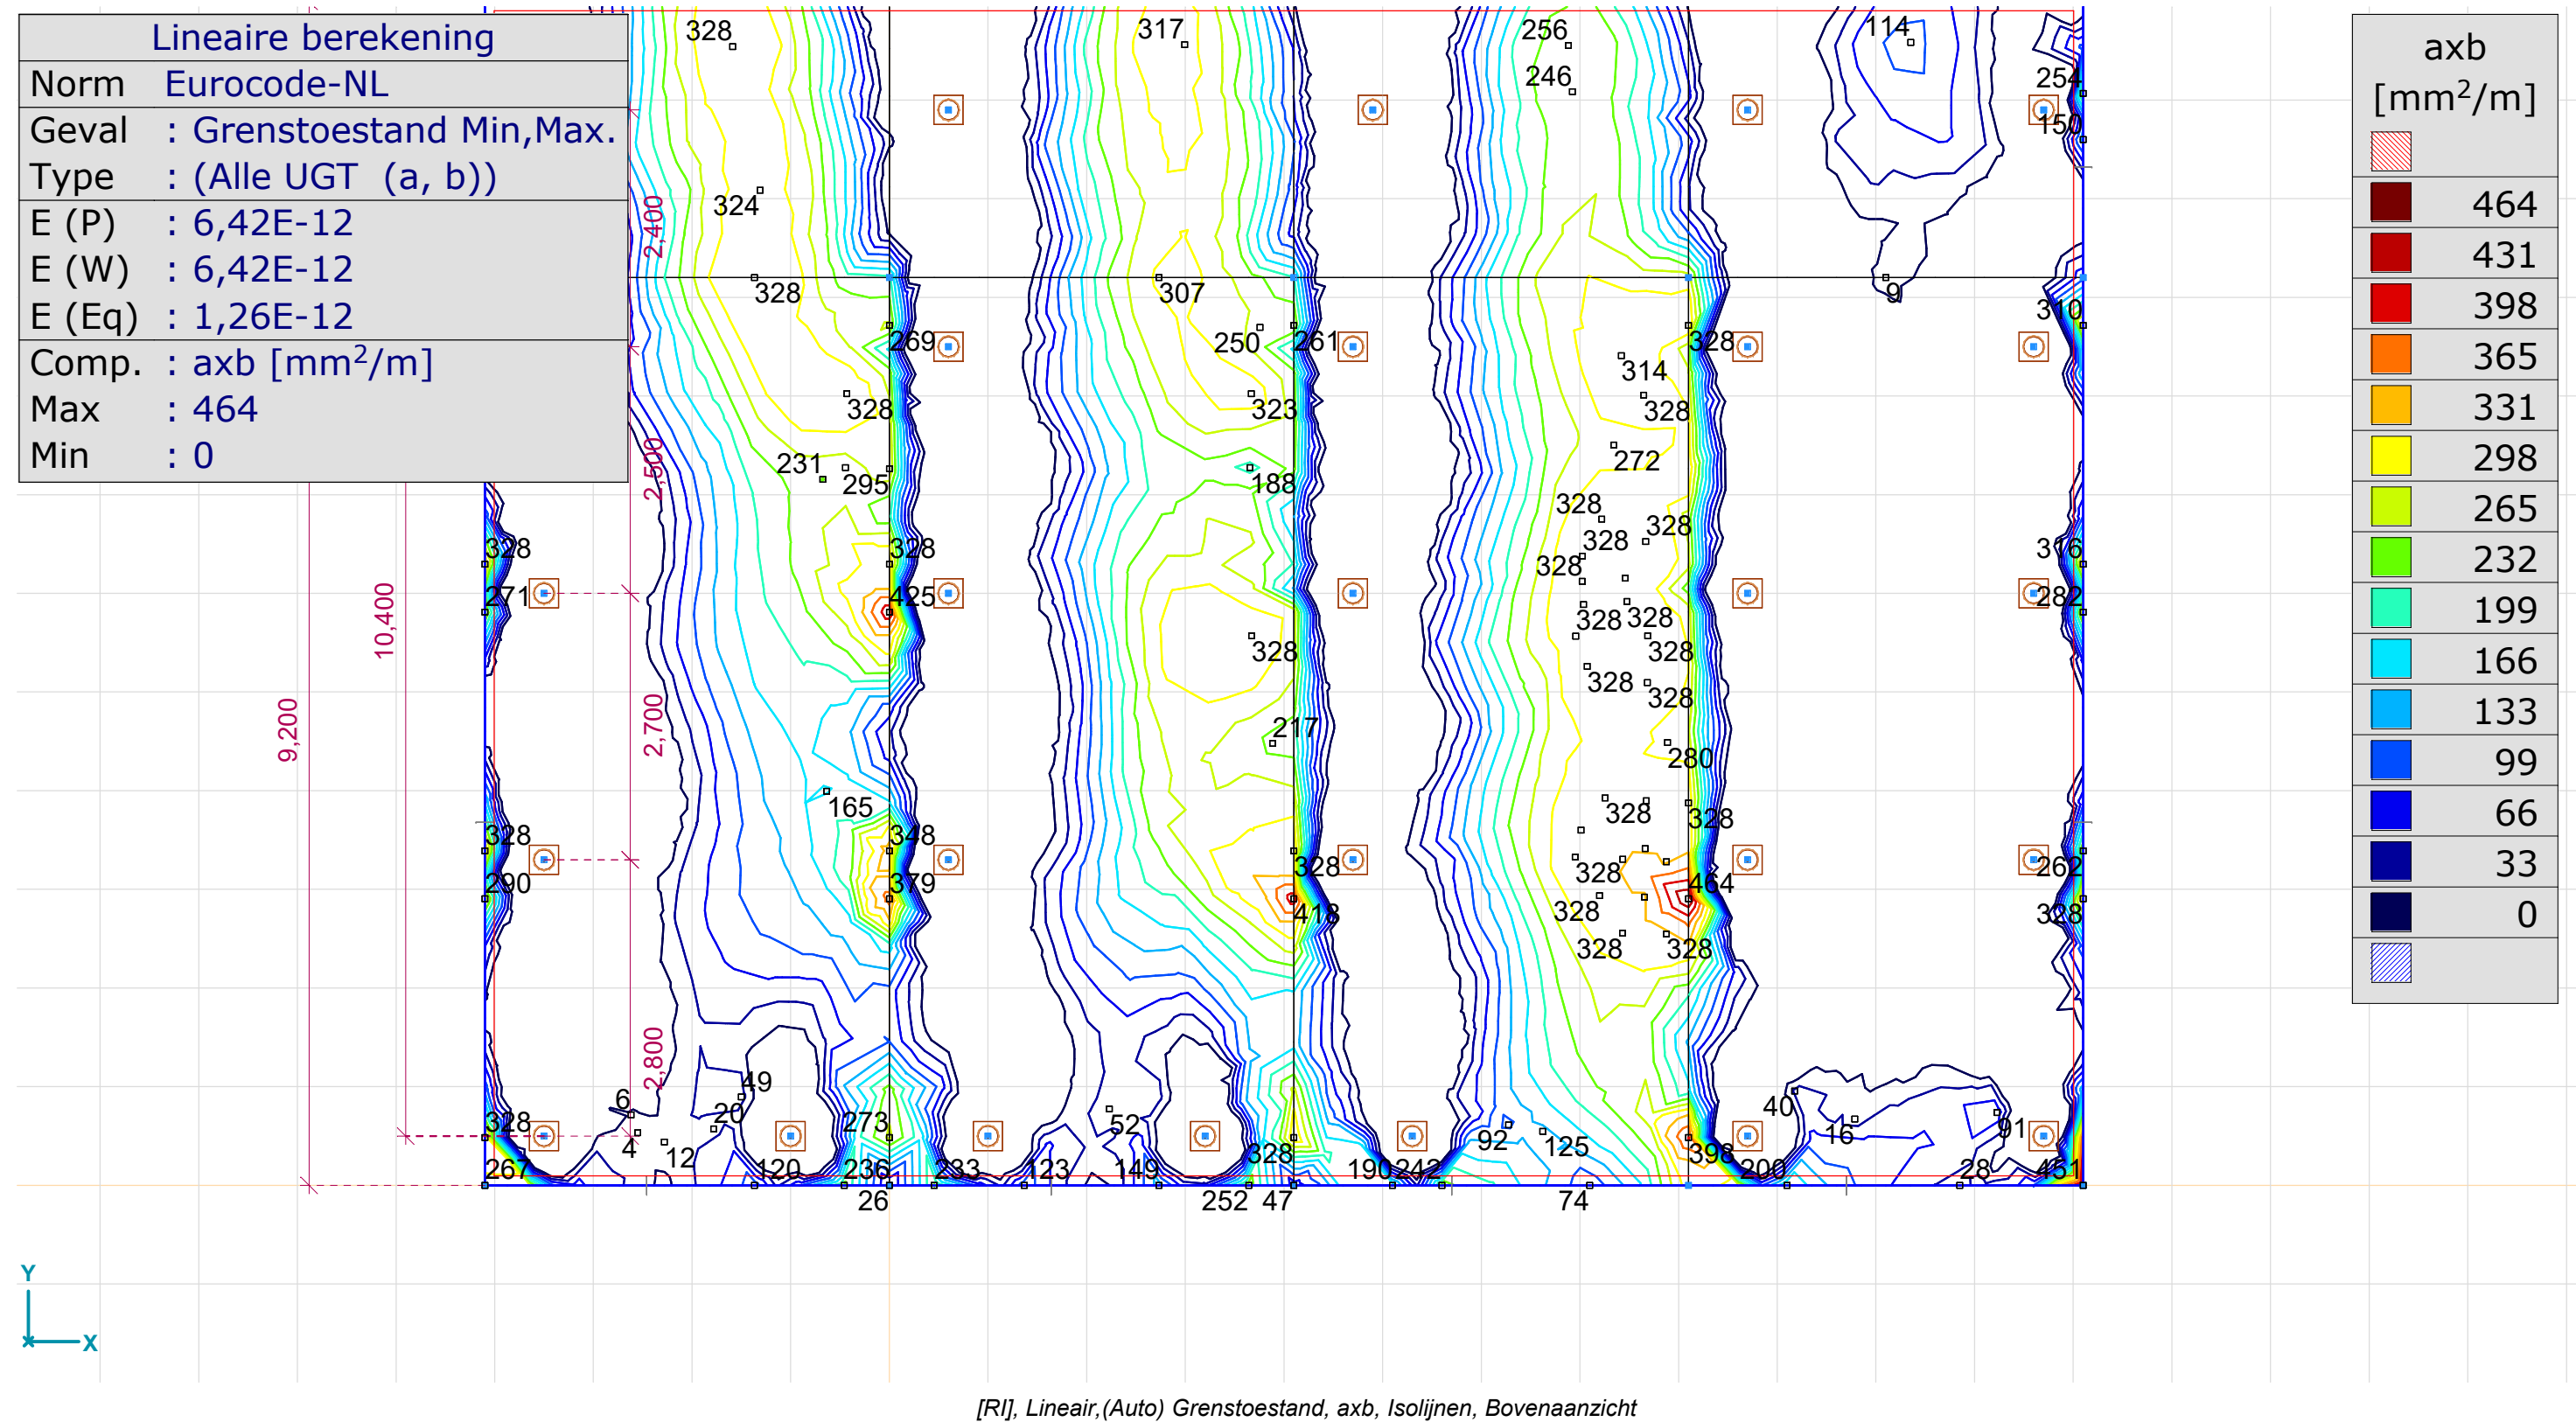 Lineaire berekening
Norm Eurocode-NL
Geval : Grenstoestand Min,Max.
Type : (Alle UGT (a, b))
E (P) : 6,42E-12
E (W) : 6,42E-12
E (Eq) : 1,26E-12
Comp. : axb [mm²/m]
Max : 464
Min : 0
axb
[mm²/m]
464
431
398
365
331
298
265
232
199
166
133
99
66
33
0
328 317 256 114
246 254
150
324 2,400
328 307 9
310
269 250 261 328
314
328 323 328
231 295 2,500 188 272
328 328
328 328 328 328 316
271 425 282
10,400 328 328
328 328
328 328
9,200 2,700 217 280
165 328 328
328 348 328 328 262
290 379 418 328 464 328
328 328
2,800
6 49 20 4 12
52 40 16 91
328 273 328 92 125 398
267 120 236 233 123 149 190 242 200 28 451
26 252 47 74
Y
X
[RI], Lineair,(Auto) Grenstoestand, axb, Isolijnen, Bovenaanzicht